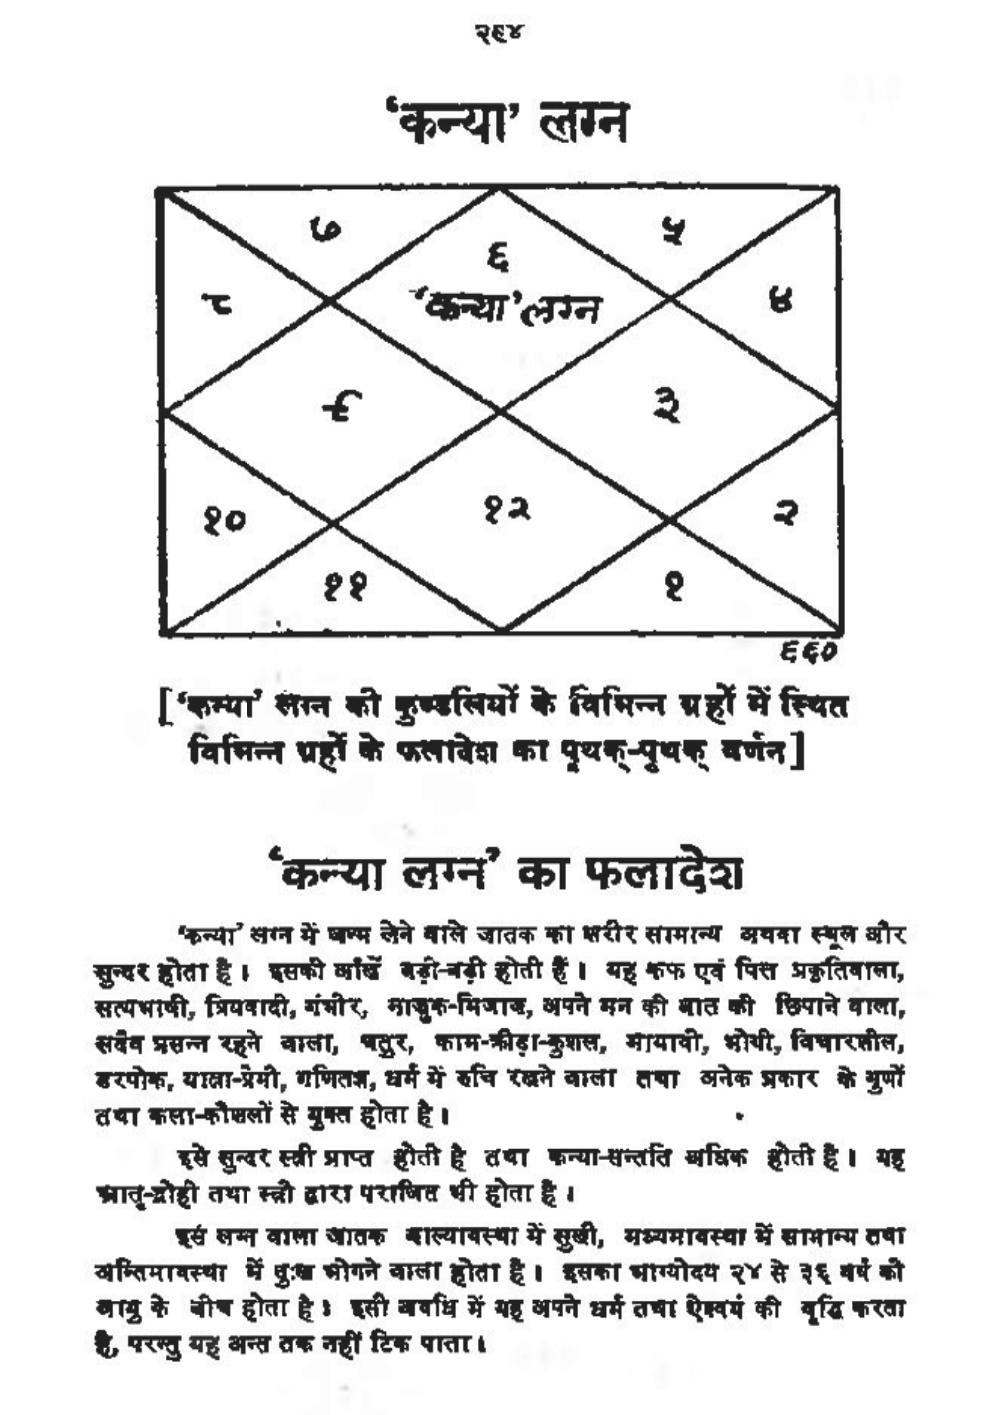 २९४
‘कन्या’ लग्न
७
५
६
‘कन्या’ लग्न
८
४
९
३
१०
१२
२
११
१
६६०
[‘कन्या’ लग्न की कुण्डलियों के विभिन्न ग्रहों में स्थित
विभिन्न ग्रहों के फलादेश का पृथक्-पृथक् वर्णन]
‘कन्या लग्न’ का फलादेश
‘कन्या’ लग्न में जन्म लेने वाले जातक का शरीर सामान्य अथवा स्थूल और
सुन्दर होता है। इसकी आँखें बड़ी-बड़ी होती हैं। यह कफ एवं पित्त प्रकृतिवाला,
सत्यभाषी, प्रियवादी, गंभीर, नाजुक-मिजाज, अपने मन की बात की छिपाने वाला,
सदैव प्रसन्न रहने वाला, चतुर, काम-क्रीड़ा-कुशल, मायावी, भोगी, विचारशील,
डरपोक, यात्रा-प्रेमी, गणितज्ञ, धर्म में रुचि रखने वाला तथा अनेक प्रकार के गुणों
तथा कला-कौशलों से युक्त होता है।
इसे सुन्दर स्त्री प्राप्त होती है तथा कन्या-सन्तति अधिक होती है। यह
भ्रातृ-द्रोही तथा स्त्री द्वारा पराजित भी होता है।
इस लग्न वाला जातक बाल्यावस्था में सुखी, मध्यमावस्था में सामान्य तथा
अन्तिमावस्था में दुःख भोगने वाला होता है। इसका भाग्योदय २४ से ३६ वर्ष की
आयु के बीच होता है। इसी अवधि में यह अपने धर्म तथा ऐश्वर्य की वृद्धि करता
है, परन्तु यह अन्त तक नहीं टिक पाता।